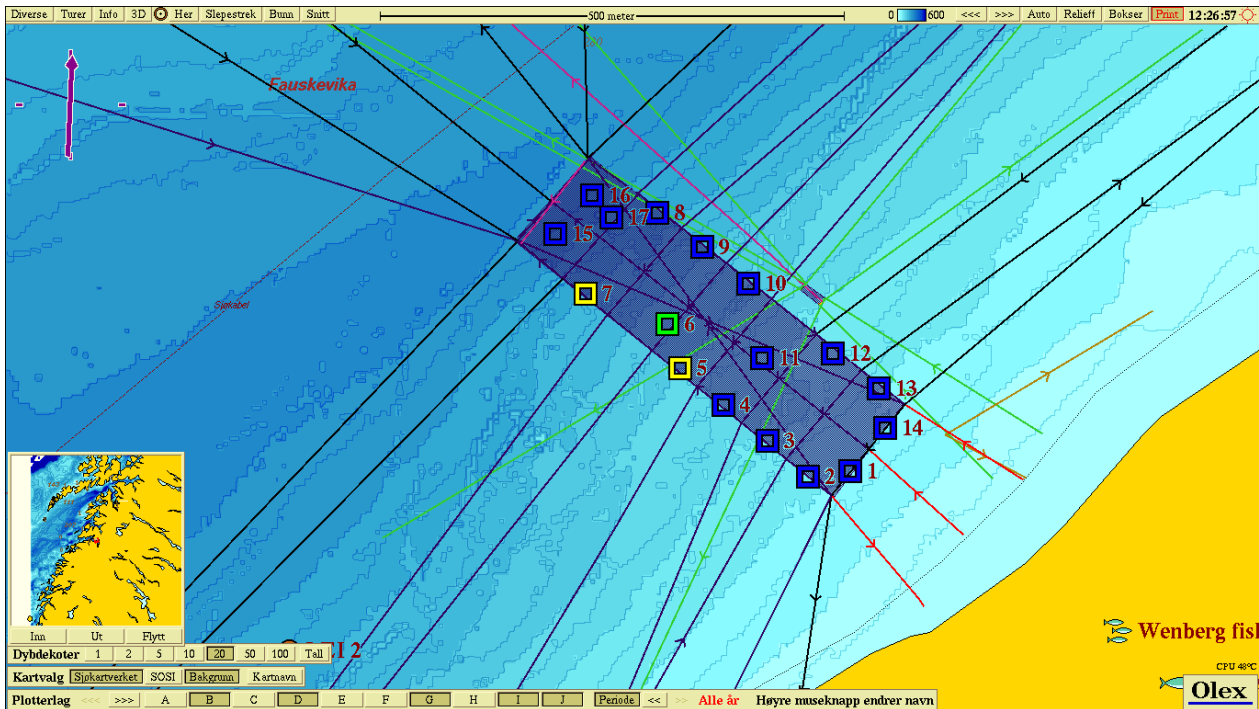 Diverse Turer Info 3D Her Slepestrek Bunn Snitt 500 meter 0 600 <<< >>> Auto Relieff Bokser Print 12:26:57
Fauskevika
16
17
8
15
9
10
7
Sjøkabel
6
11
12
5
13
4
14
3
1
2
Inn Ut Flytt
Wenberg fisk
Dybdekoter 1 2 5 10 20 50 100 Tall
2
CPU 48°C
Kartvalg Sjøkartverket SOSI Bakgrunn Kartnavn
Plotterlag <<< >>> A B C D E F G H I J Periode << >> Alle år Høyre museknapp endrer navn
Olex